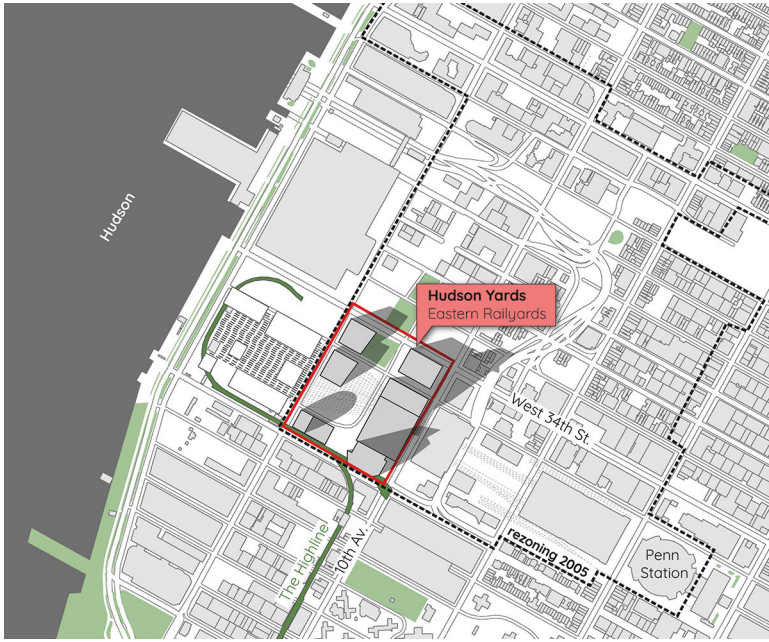 Hudson
Hudson Yards
Eastern Railyards
West 34th St.
The Highline
10th Av.
rezoning 2005
Penn
Station